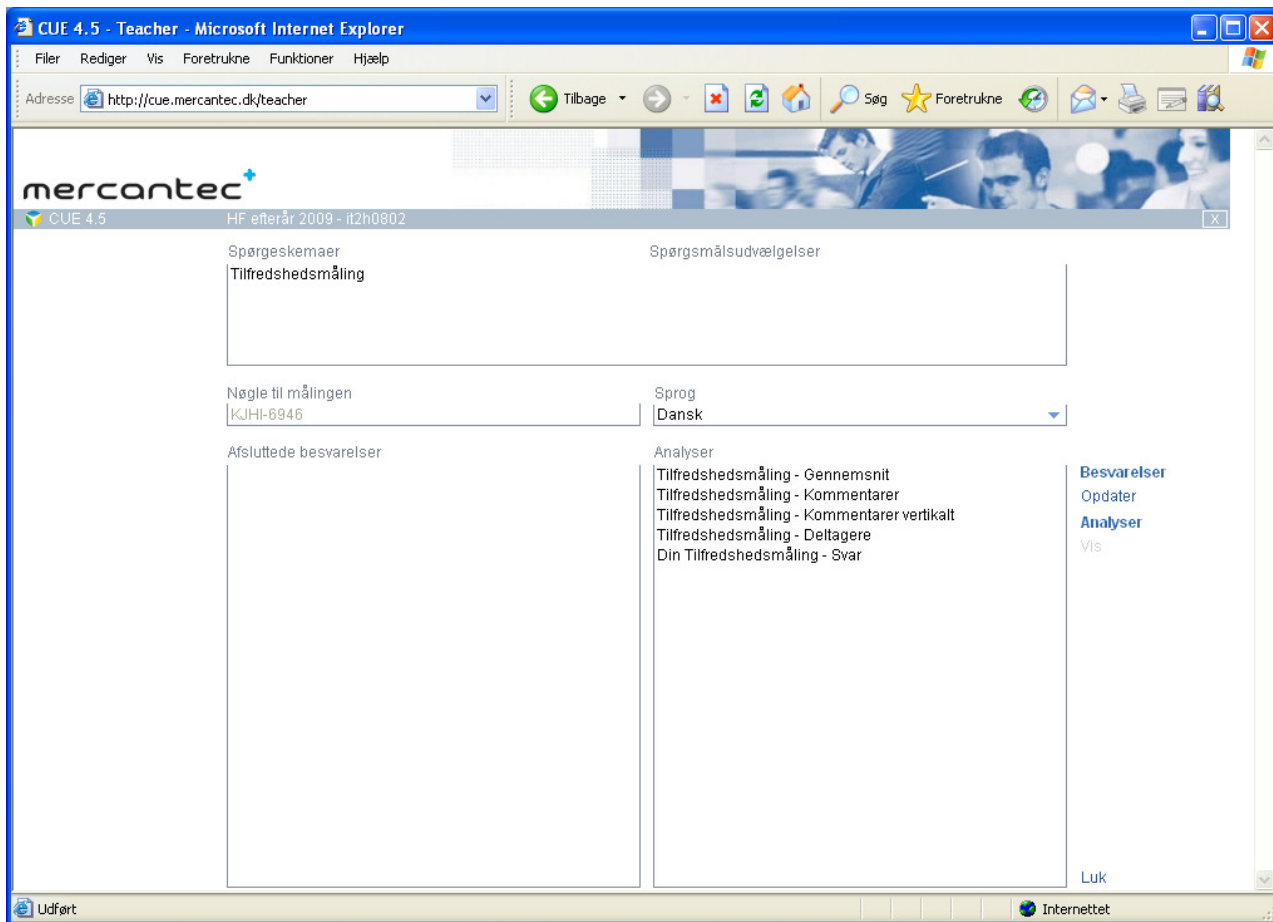 CUE 4.5 - Teacher - Microsoft Internet Explorer
Filer Rediger Vis Foretrukne Funktioner Hjælp
Adresse http://cue.mercantec.dk/teacher Tilbage Søg Foretrukne
mercantec+
CUE 4.5 HF efterår 2009 - it2h0802 X
Spørgeskemaer Spørgsmålsudvælgelser
Tilfredshedsmåling
Nøgle til målingen Sprog
KJHI-6946 Dansk
Afsluttede besvarelser Analyser
Tilfredshedsmåling - Gennemsnit Besvarelser
Tilfredshedsmåling - Kommentarer Opdater
Tilfredshedsmåling - Kommentarer vertikalt Analyser
Tilfredshedsmåling - Deltagere Vis
Din Tilfredshedsmåling - Svar
Luk
Udført Internettet